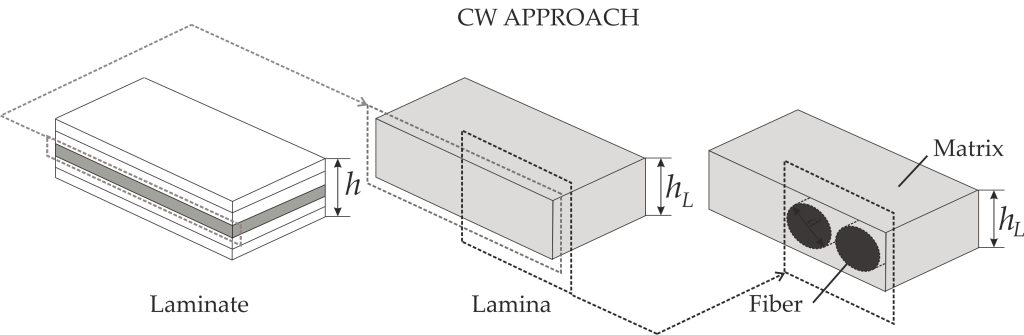 CW APPROACH
h
h_L
Matrix
h_L
Laminate
Lamina
Fiber